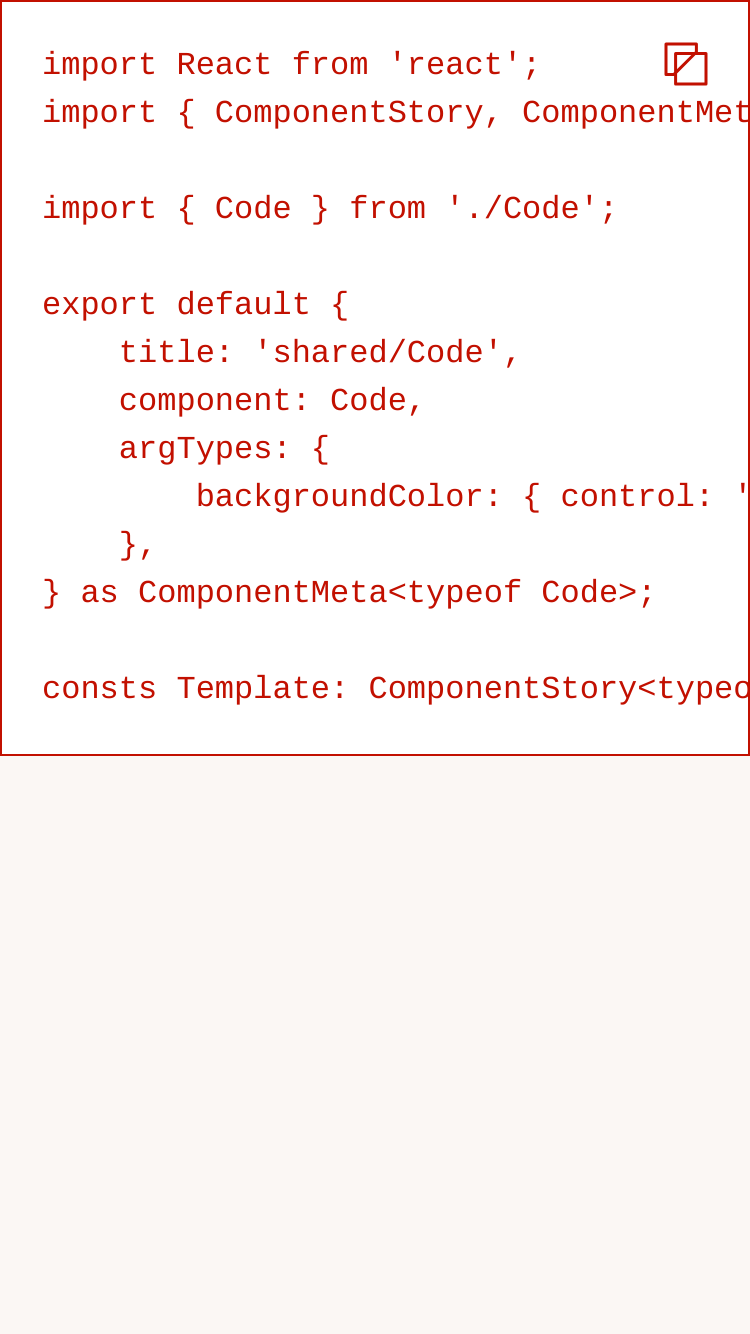 import React from 'react';
import { ComponentStory, ComponentMet
import { Code } from './Code';
export default {
    title: 'shared/Code',
    component: Code,
    argTypes: {
        backgroundColor: { control: '
    },
} as ComponentMeta<typeof Code>;
consts Template: ComponentStory<typeo